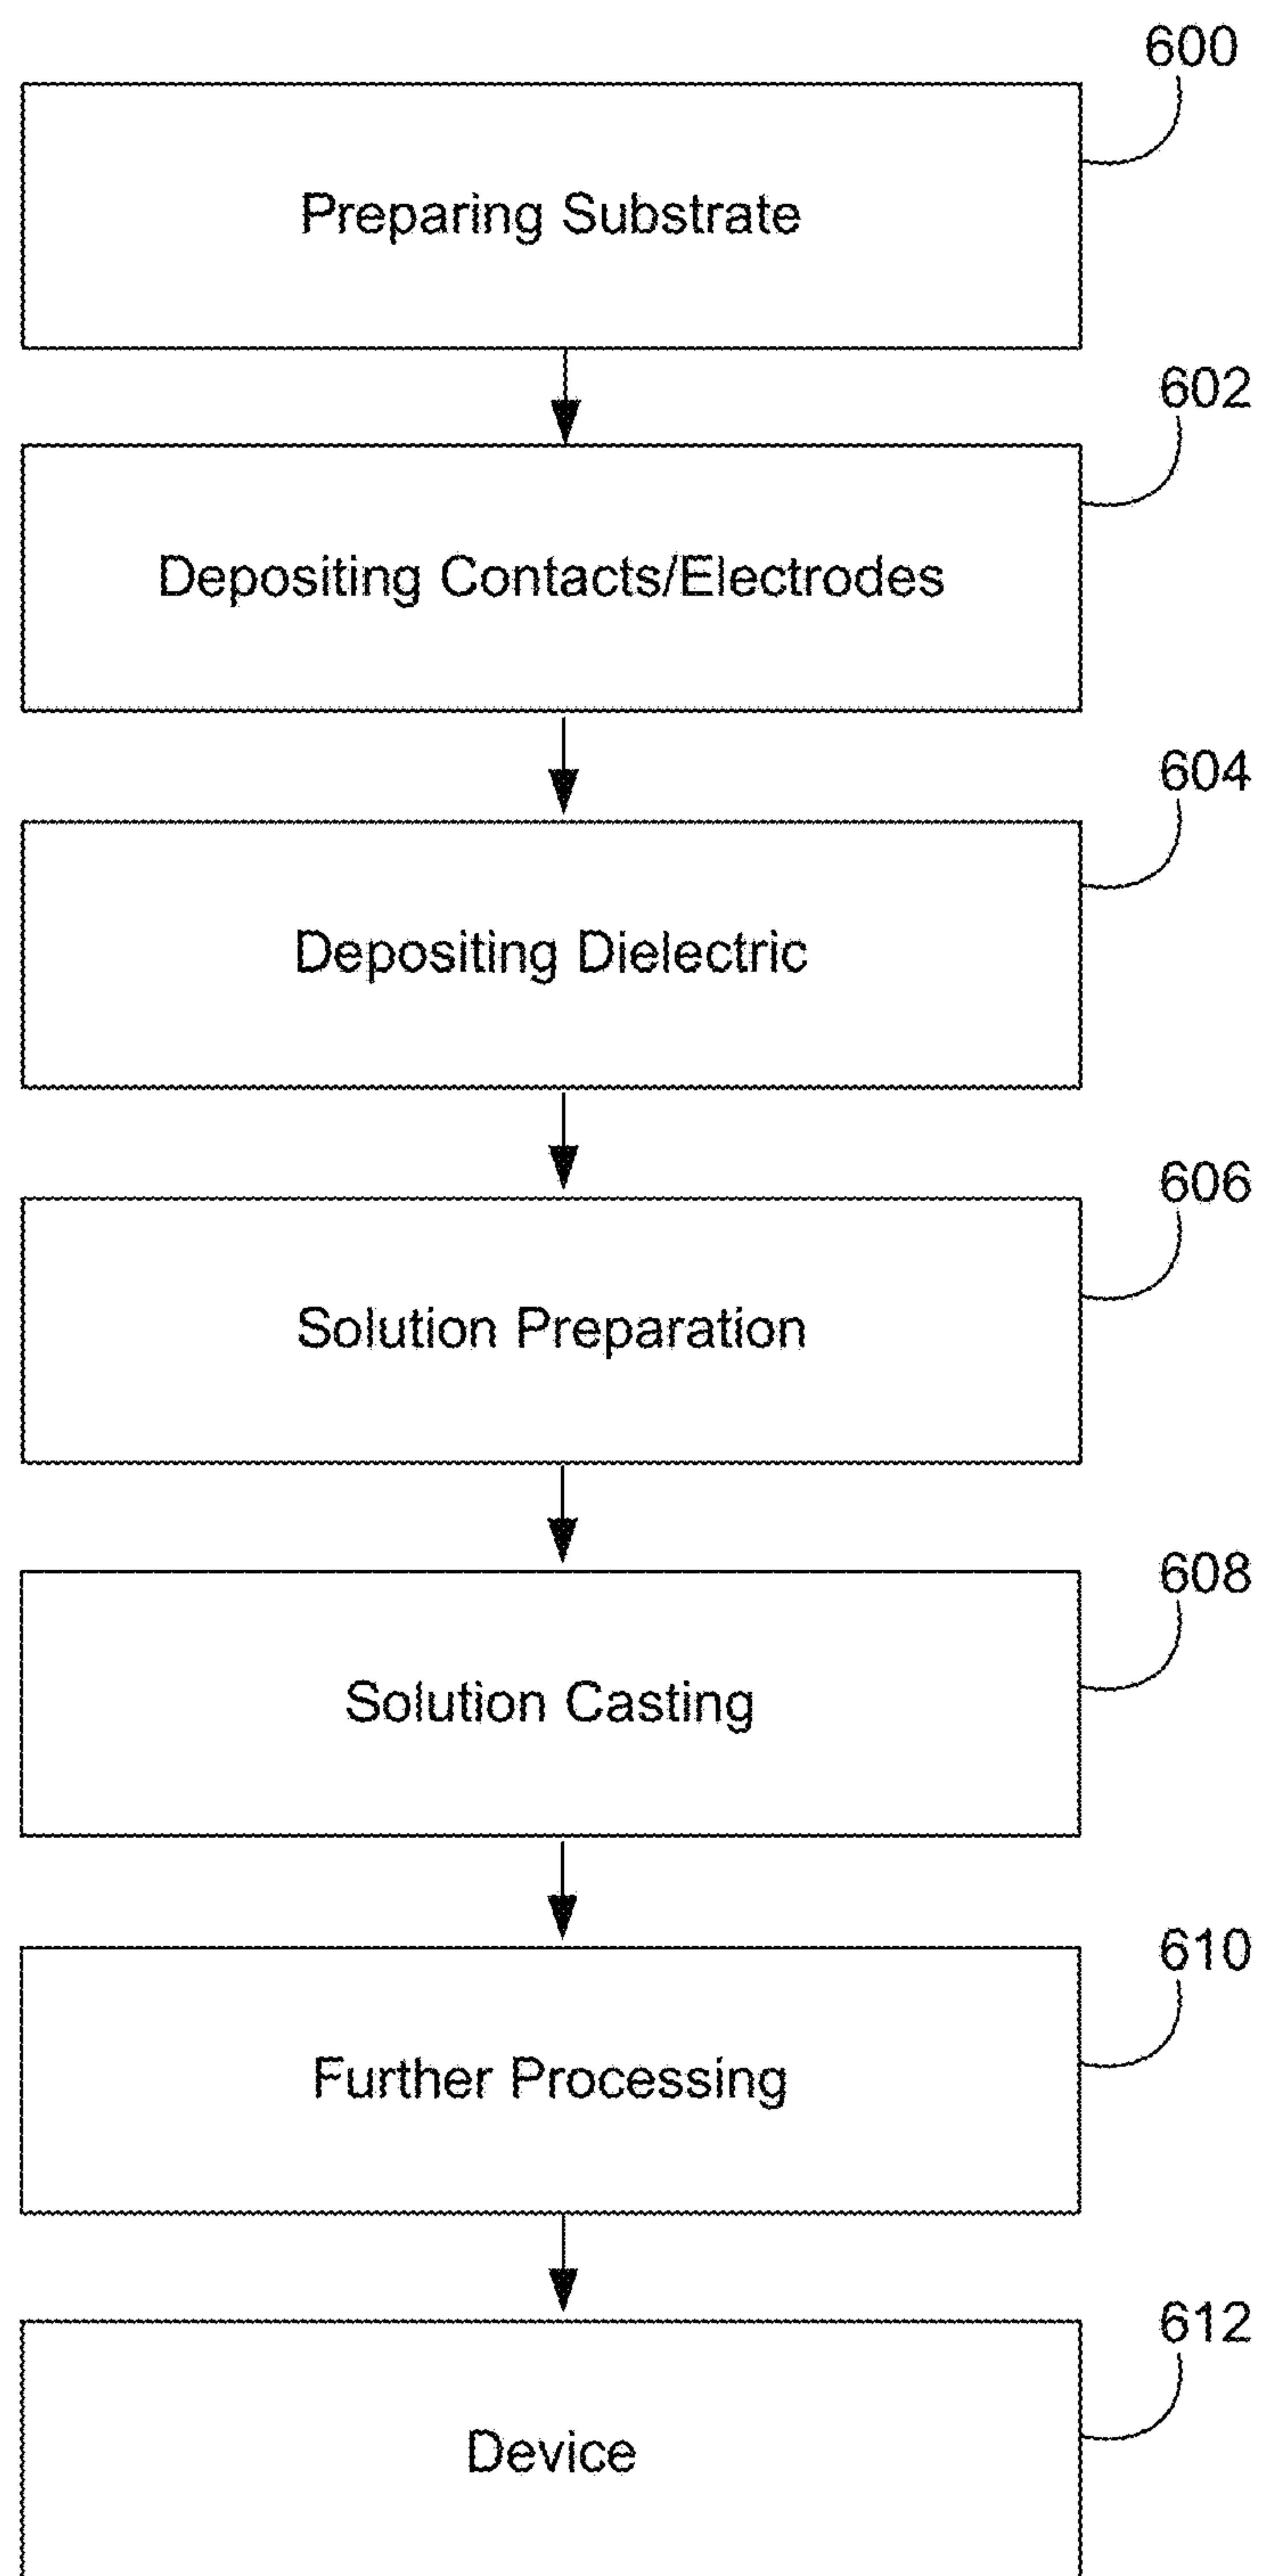 600
Preparing Substrate
602
Depositing Contacts/Electrodes
604
Depositing Dielectric
606
Solution Preparation
608
Solution Casting
610
Further Processing
612
Device